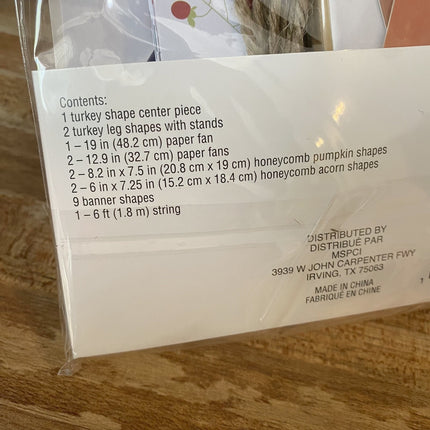 Contents:
1 turkey shape center piece
2 turkey leg shapes with stands
1 – 19 in (48.2 cm) paper fan
2 – 12.9 in (32.7 cm) paper fans
2 – 8.2 in x 7.5 in (20.8 cm x 19 cm) honeycomb pumpkin shapes
2 – 6 in x 7.25 in (15.2 cm x 18.4 cm) honeycomb acorn shapes
9 banner shapes
1 – 6 ft (1.8 m) string
DISTRIBUTED BY
DISTRIBUÉ PAR
MSPCI
3939 W JOHN CARPENTER FWY
IRVING, TX 75063
MADE IN CHINA
FABRIQUÉ EN CHINE